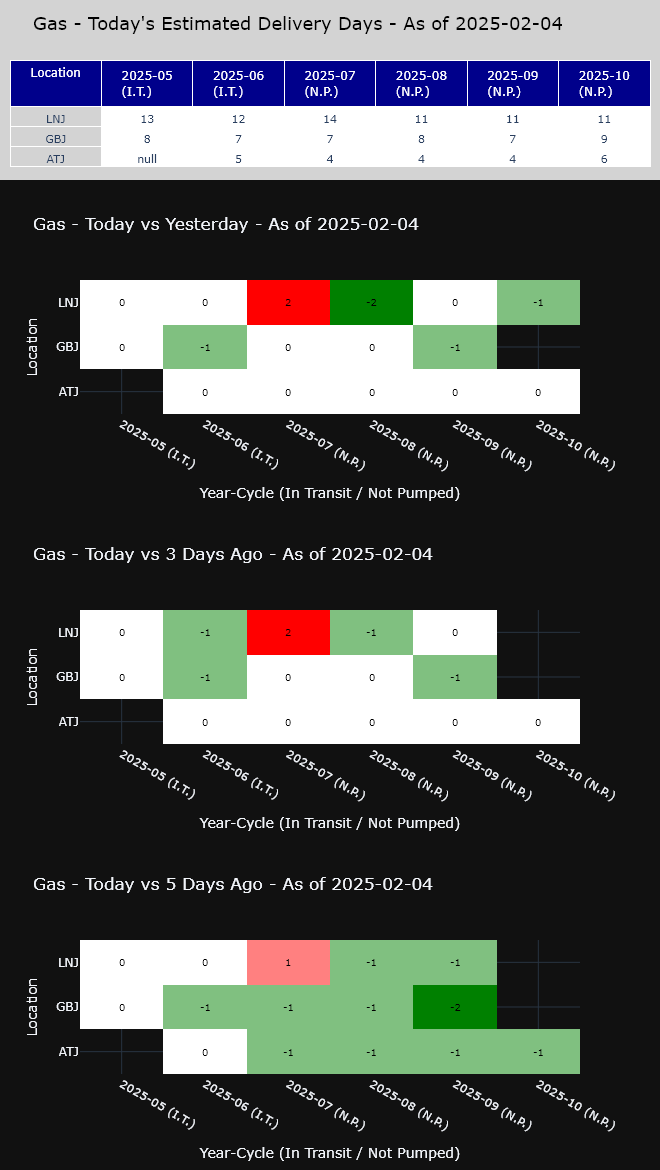 Gas - Today's Estimated Delivery Days - As of 2025-02-04
Location 2025-05 (I.T.) 2025-06 (I.T.) 2025-07 (N.P.) 2025-08 (N.P.) 2025-09 (N.P.) 2025-10 (N.P.)
LNJ 13 12 14 11 11 11
GBJ 8 7 7 8 7 9
ATJ null 5 4 4 4 6
Gas - Today vs Yesterday - As of 2025-02-04
Location
LNJ 0 0 2 -2 0 -1
GBJ 0 -1 0 0 -1
ATJ 0 0 0 0 0
2025-05 (I.T.) 2025-06 (I.T.) 2025-07 (N.P.) 2025-08 (N.P.) 2025-09 (N.P.) 2025-10 (N.P.)
Year-Cycle (In Transit / Not Pumped)
Gas - Today vs 3 Days Ago - As of 2025-02-04
Location
LNJ 0 -1 2 -1 0
GBJ 0 -1 0 0 -1
ATJ 0 0 0 0 0
2025-05 (I.T.) 2025-06 (I.T.) 2025-07 (N.P.) 2025-08 (N.P.) 2025-09 (N.P.) 2025-10 (N.P.)
Year-Cycle (In Transit / Not Pumped)
Gas - Today vs 5 Days Ago - As of 2025-02-04
Location
LNJ 0 0 1 -1 -1
GBJ 0 -1 -1 -1 -2
ATJ 0 -1 -1 -1 -1
2025-05 (I.T.) 2025-06 (I.T.) 2025-07 (N.P.) 2025-08 (N.P.) 2025-09 (N.P.) 2025-10 (N.P.)
Year-Cycle (In Transit / Not Pumped)